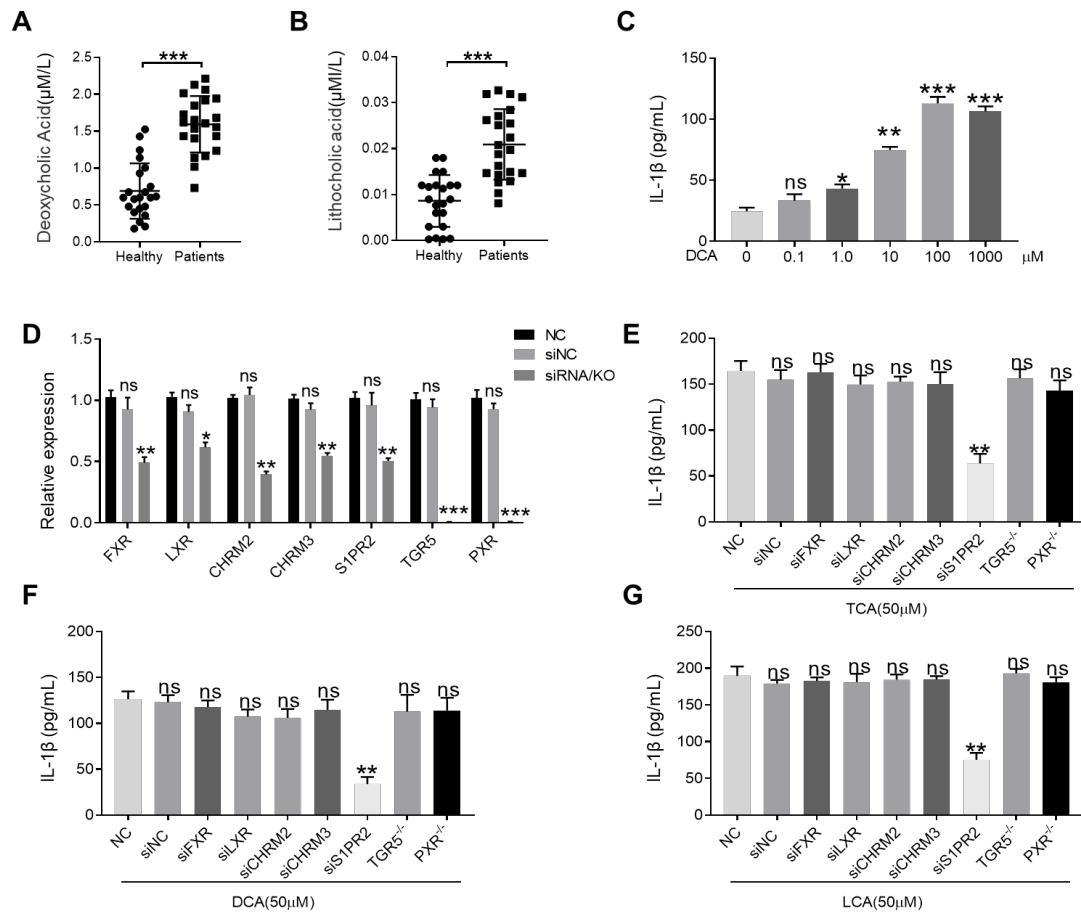 A
Deoxycholic Acid(μM/L)
2.5
2.0
1.5
1.0
0.5
0.0
***
Healthy Patients
B
Lithocholic acid(μMl/L)
0.04
0.03
0.02
0.01
0.00
***
Healthy Patients
C
IL-1β (pg/mL)
150
100
50
0
ns * ** *** ***
DCA 0 0.1 1.0 10 100 1000 μM
D
Relative expression
1.5
1.0
0.5
0.0
NC
siNC
siRNA/KO
ns ns ns ns ns ns ns
** * ** ** ** *** ***
FXR LXR CHRM2 CHRM3 S1PR2 TGR5 PXR
E
IL-1β (pg/mL)
200
150
100
50
0
ns ns ns ns ns ** ns ns
NC siNC siFXR siLXR siCHRM2 siCHRM3 siS1PR2 TGR5-/- PXR-/-
TCA(50μM)
F
IL-1β (pg/mL)
200
150
100
50
0
ns ns ns ns ns ** ns ns
NC siNC siFXR siLXR siCHRM2 siCHRM3 siS1PR2 TGR5-/- PXR-/-
DCA(50μM)
G
IL-1β (pg/mL)
250
200
150
100
50
0
ns ns ns ns ns ** ns ns
NC siNC siFXR siLXR siCHRM2 siCHRM3 siS1PR2 TGR5-/- PXR-/-
LCA(50μM)